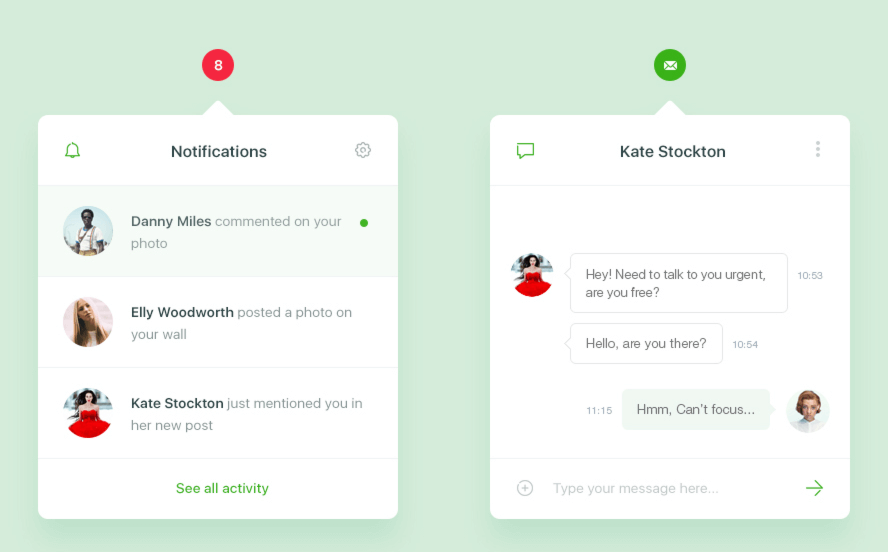 8
Notifications
Danny Miles commented on your
photo
Elly Woodworth posted a photo on
your wall
Kate Stockton just mentioned you in
her new post
See all activity
Kate Stockton
Hey! Need to talk to you urgent,
are you free?
10:53
Hello, are you there?
10:54
11:15
Hmm, Can't focus...
Type your message here...